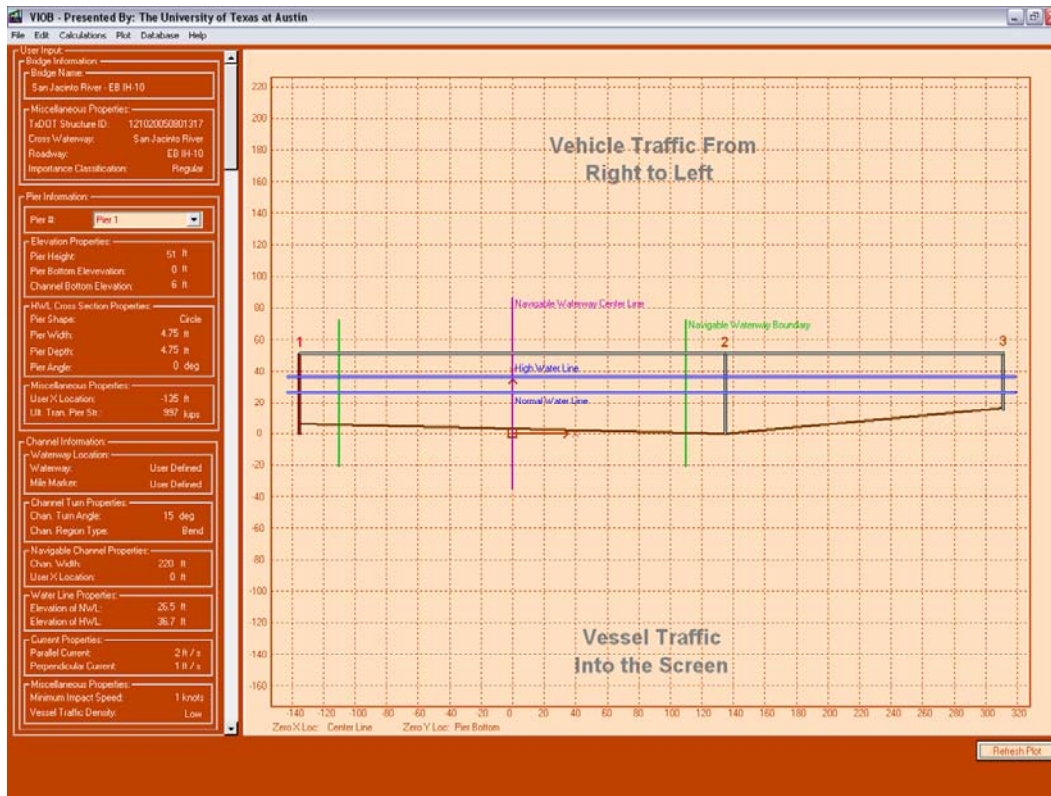 VIOB - Presented By: The University of Texas at Austin
File Edit Calculations Plot Database Help
User Input:
Bridge Information:
Bridge Name:
San Jacinto River - EB IH-10
Miscellaneous Properties:
TxDOT Structure ID: 121020050801317
Cross Waterway: San Jacinto River
Roadway: EB IH-10
Importance Classification: Regular
Pier Information:
Pier #: Pier 1
Elevation Properties:
Pier Height: 51 ft
Pier Bottom Elevevation: 0 ft
Channel Bottom Elevation: 6 ft
HWL Cross Section Properties:
Pier Shape: Circle
Pier Width: 4.75 ft
Pier Depth: 4.75 ft
Pier Angle: 0 deg
Miscellaneous Properties:
User X Location: -135 ft
Ult. Tran. Pier Str.: 997 kips
Channel Information:
Waterway Location:
Waterway: User Defined
Mile Marker: User Defined
Channel Turn Properties:
Chan. Turn Angle: 15 deg
Chan. Region Type: Bend
Navigable Channel Properties:
Chan. Width: 220 ft
User X Location: 0 ft
Water Line Properties:
Elevation of NWL: 26.5 ft
Elevation of HWL: 36.7 ft
Current Properties:
Parallel Current: 2 ft / s
Perpendicular Current: 1 ft / s
Miscellaneous Properties:
Minimum Impact Speed: 1 knots
Vessel Traffic Density: Low
Vehicle Traffic From
Right to Left
Navigable Waterway Center Line
Navigable Waterway Boundary
1 2 3
High Water Line
Normal Water Line
x
Vessel Traffic
Into the Screen
220
200
180
160
140
120
100
80
60
40
20
0
-20
-40
-60
-80
-100
-120
-140
-160
-140 -120 -100 -80 -60 -40 -20 0 20 40 60 80 100 120 140 160 180 200 220 240 260 280 300 320
Zero X Loc: Center Line Zero Y Loc: Pier Bottom
Refresh Plot